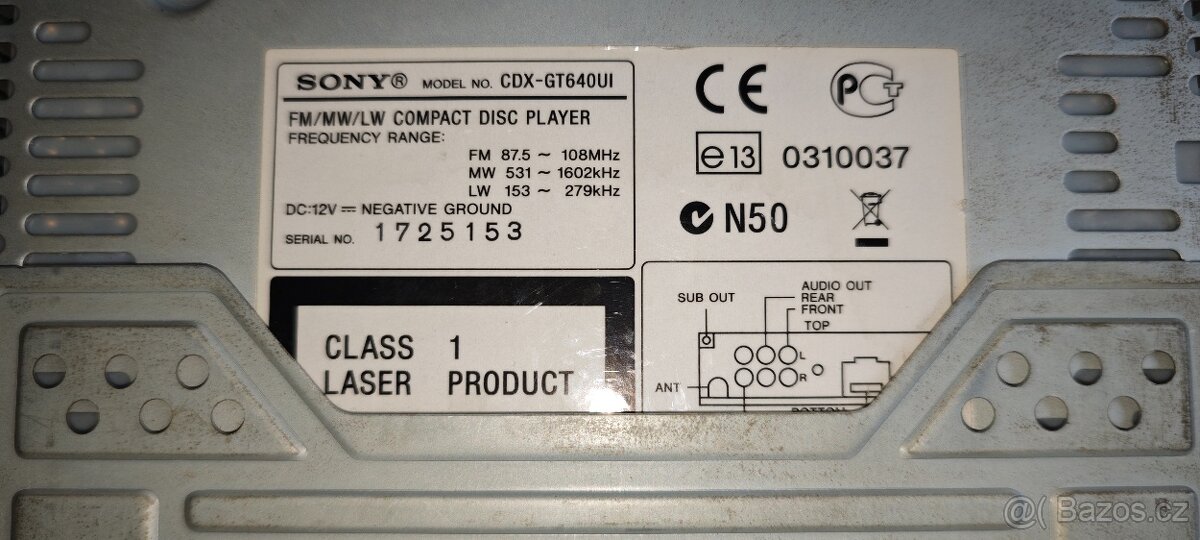 SONY® MODEL NO. CDX-GT640UI
FM/MW/LW COMPACT DISC PLAYER
FREQUENCY RANGE:
FM 87.5 ~ 108MHz
MW 531 ~ 1602kHz
LW 153 ~ 279kHz
DC:12V⎓ NEGATIVE GROUND
SERIAL NO. 1725153
CLASS 1
LASER PRODUCT
CE PCT
e13 0310037
N50
AUDIO OUT
SUB OUT REAR
FRONT
TOP
L
R
ANT
BOTTOM
@( Bazos.cz